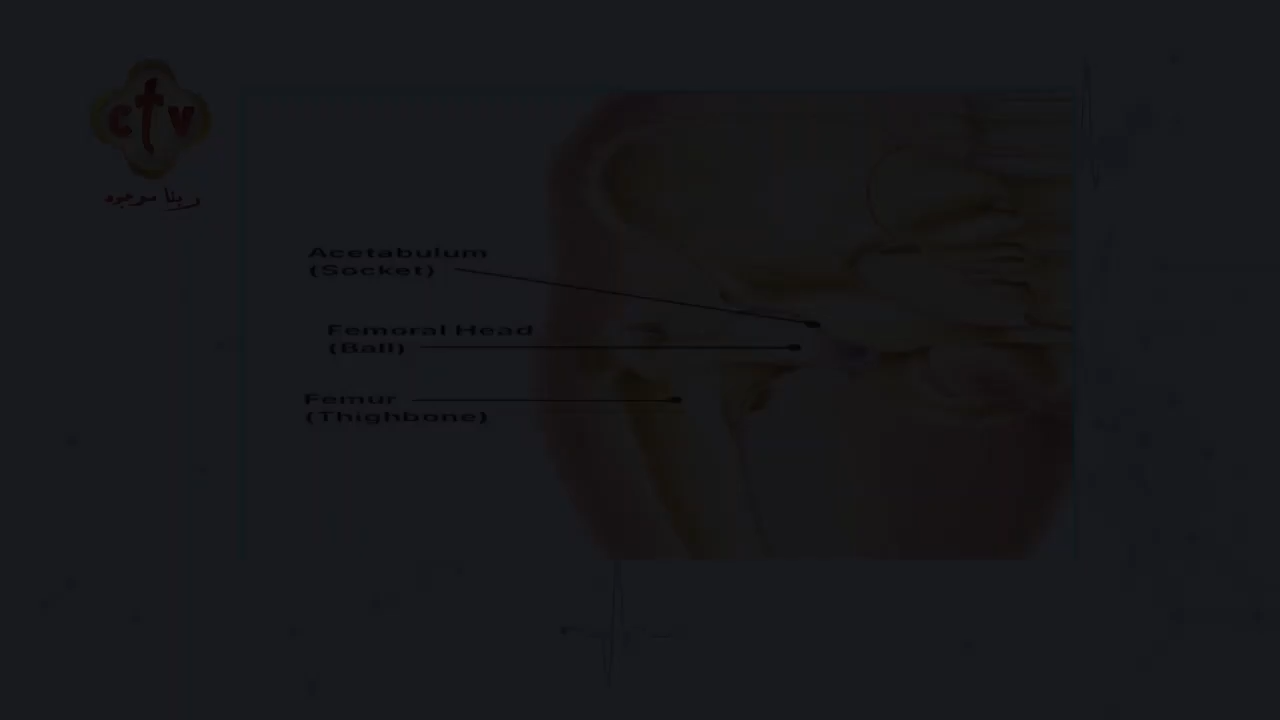 ctv
ربنا موجود
Acetabulum
(Socket)
Femoral Head
(Ball)
Femur
(Thighbone)